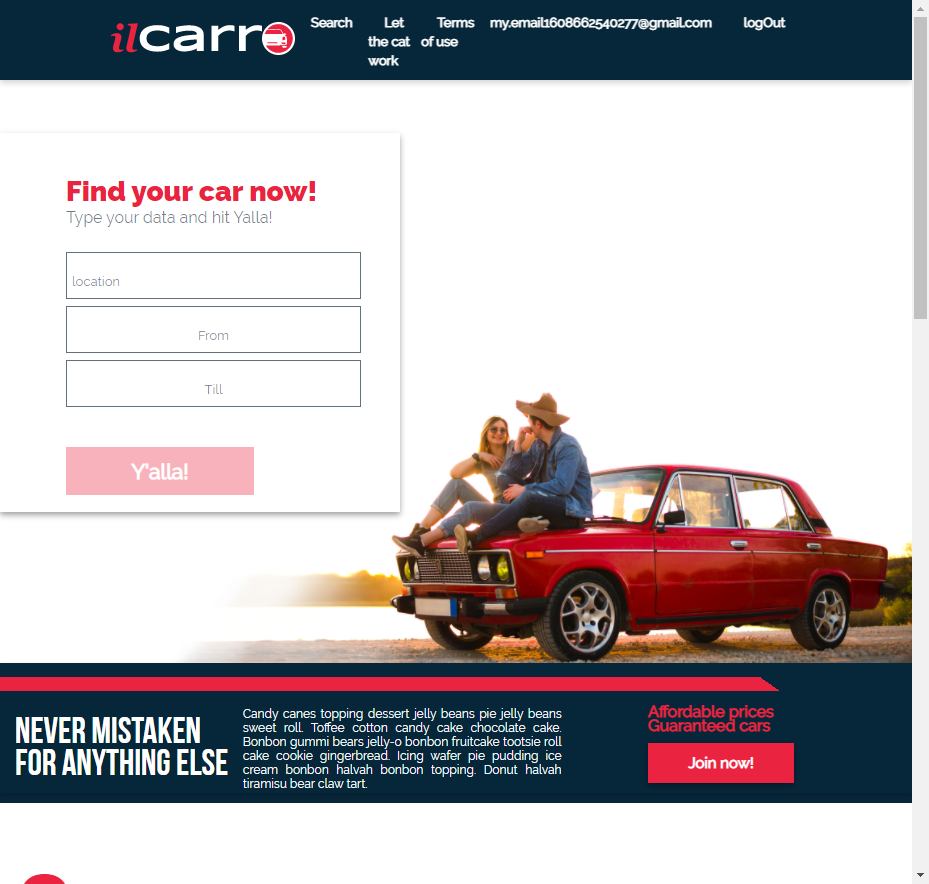 ilcarro
Search Let the cat work Terms of use my.email1608662540277@gmail.com logOut
Find your car now!
Type your data and hit Yalla!
location
From
Till
Y'alla!
NEVER MISTAKEN
FOR ANYTHING ELSE
Candy canes topping dessert jelly beans pie jelly beans
sweet roll. Toffee cotton candy cake chocolate cake.
Bonbon gummi bears jelly-o bonbon fruitcake tootsie roll
cake cookie gingerbread. Icing wafer pie pudding ice
cream bonbon halvah bonbon topping. Donut halvah
tiramisu bear claw tart.
Affordable prices
Guaranteed cars
Join now!